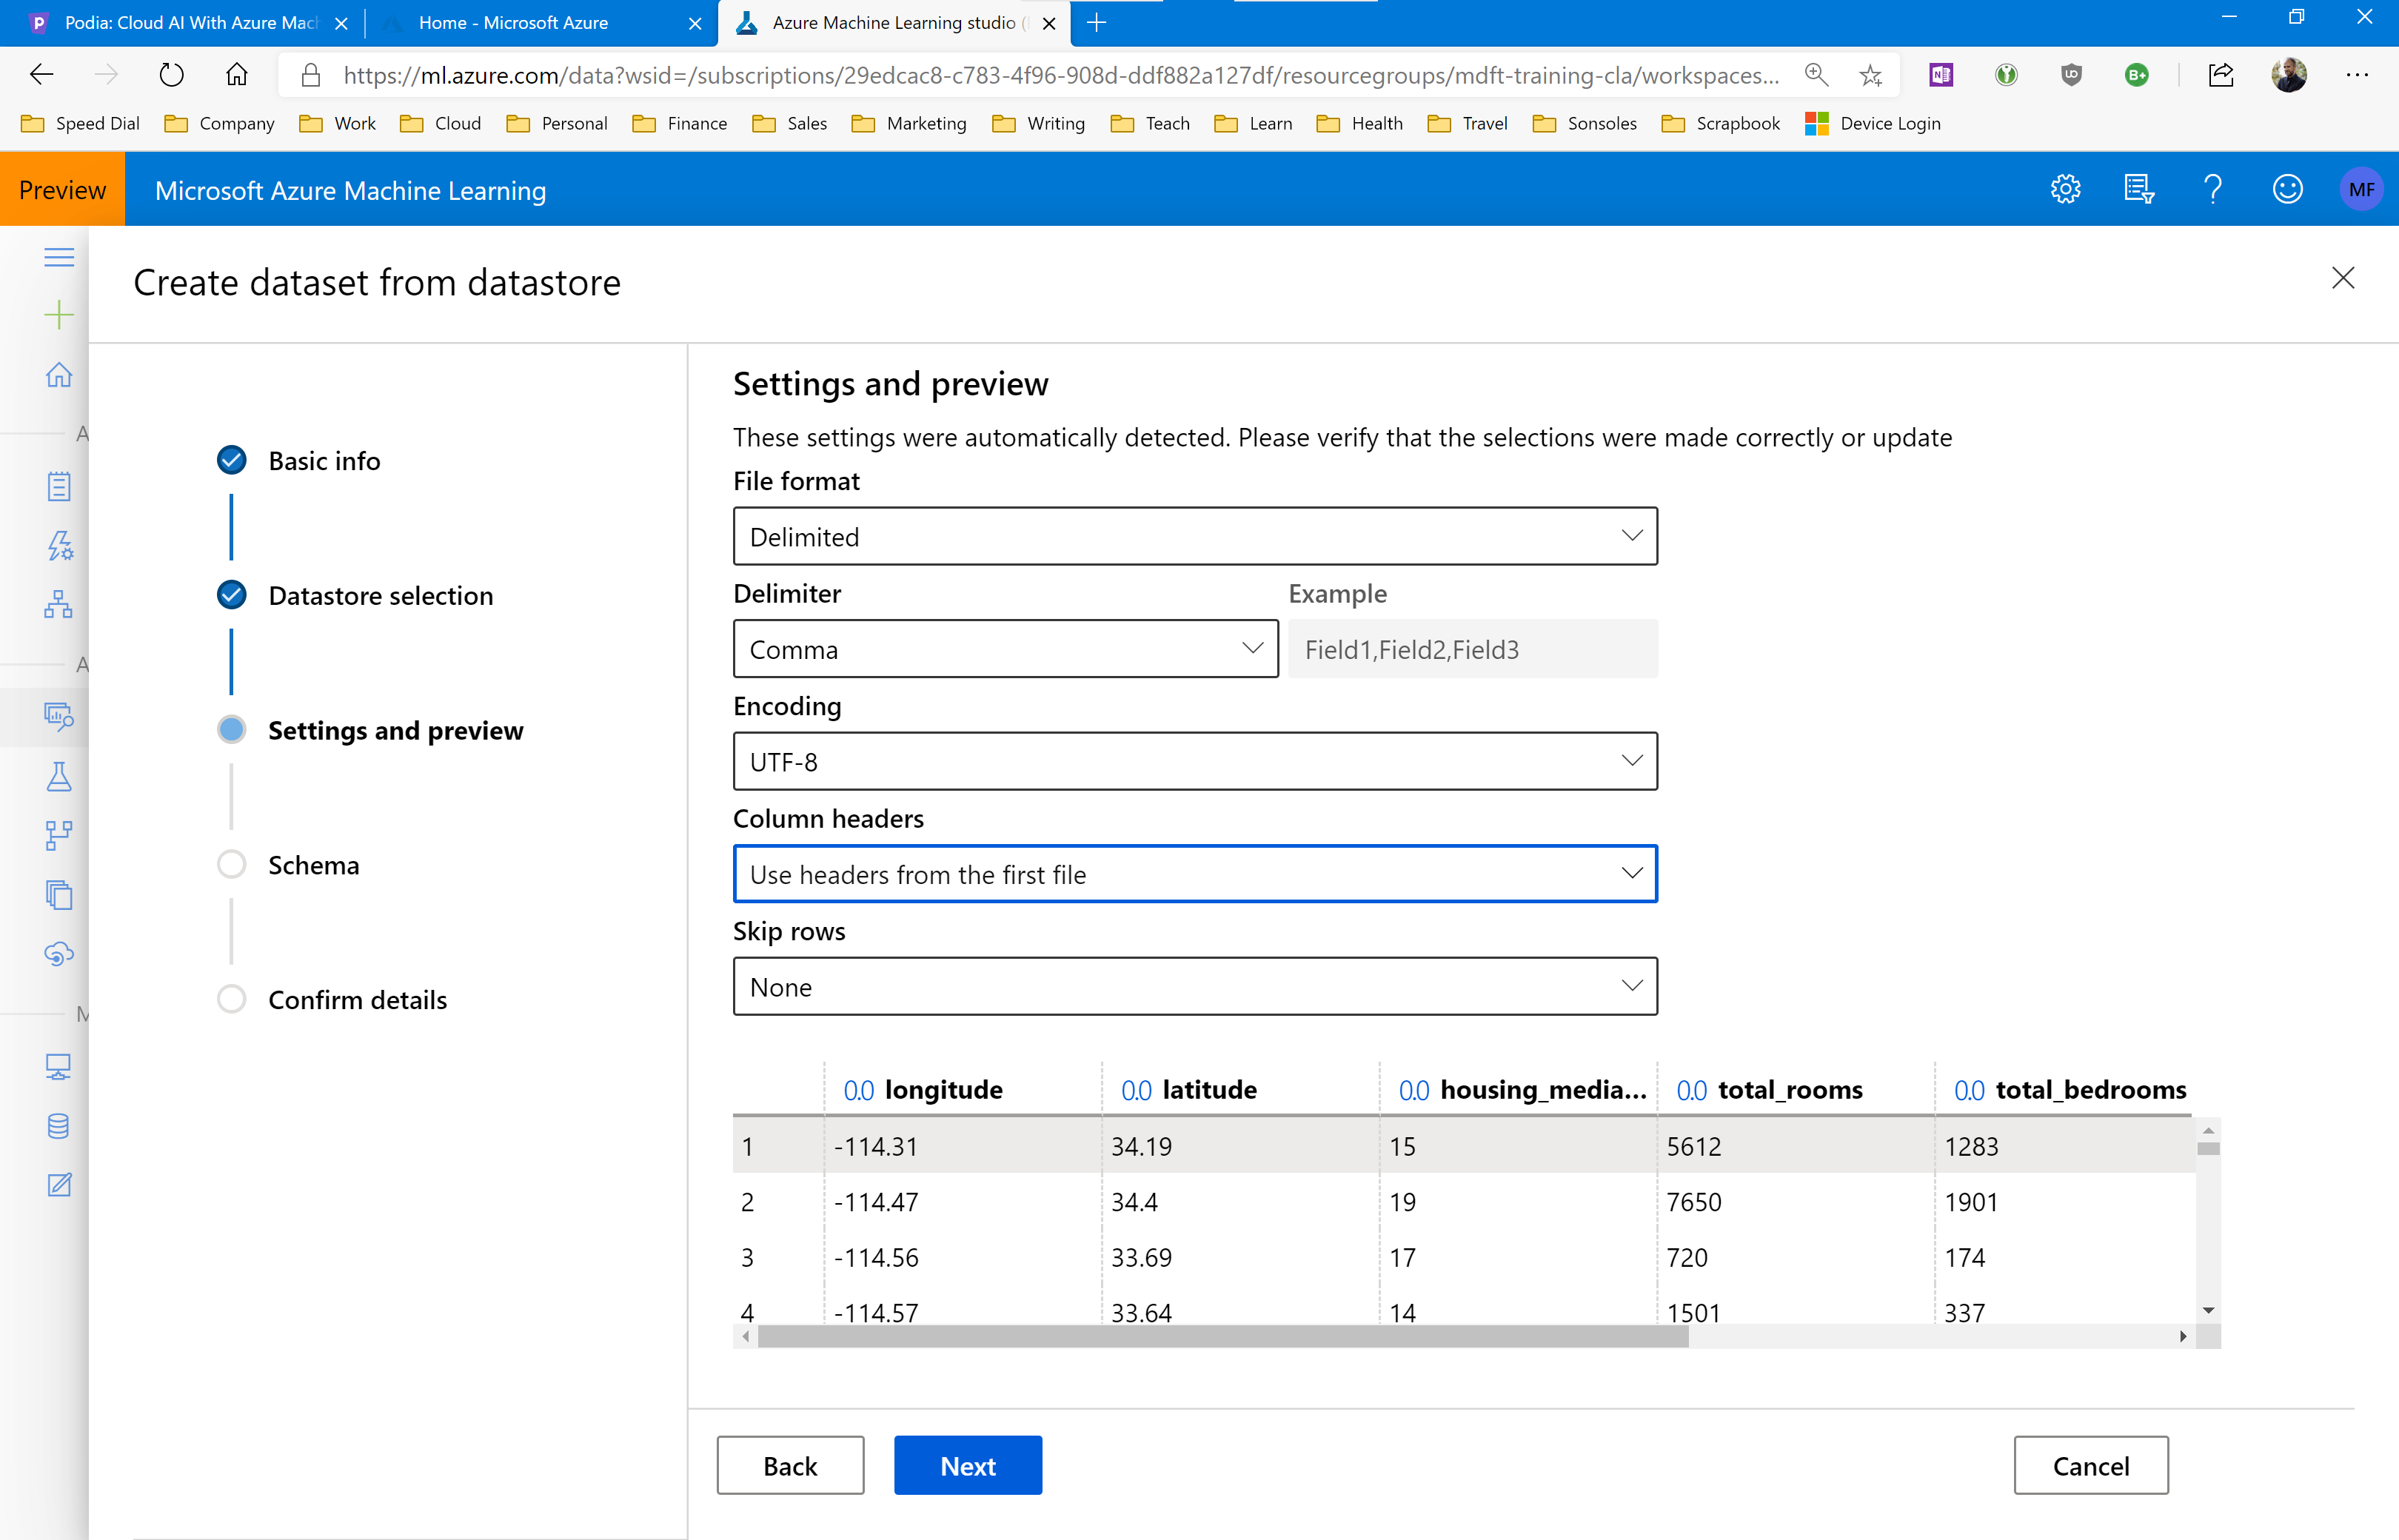 Podia: Cloud AI With Azure Mach
Home - Microsoft Azure
Azure Machine Learning studio (
https://ml.azure.com/data?wsid=/subscriptions/29edcac8-c783-4f96-908d-ddf882a127df/resourcegroups/mdft-training-cla/workspaces...
Speed Dial Company Work Cloud Personal Finance Sales Marketing Writing Teach Learn Health Travel Sonsoles Scrapbook Device Login
Preview Microsoft Azure Machine Learning MF
Create dataset from datastore
A
A
M
Basic info
Datastore selection
Settings and preview
Schema
Confirm details
Settings and preview
These settings were automatically detected. Please verify that the selections were made correctly or update
File format
Delimited
Delimiter Example
Comma Field1,Field2,Field3
Encoding
UTF-8
Column headers
Use headers from the first file
Skip rows
None
0.0 longitude 0.0 latitude 0.0 housing_media... 0.0 total_rooms 0.0 total_bedrooms
1 -114.31 34.19 15 5612 1283
2 -114.47 34.4 19 7650 1901
3 -114.56 33.69 17 720 174
4 -114.57 33.64 14 1501 337
Back Next Cancel